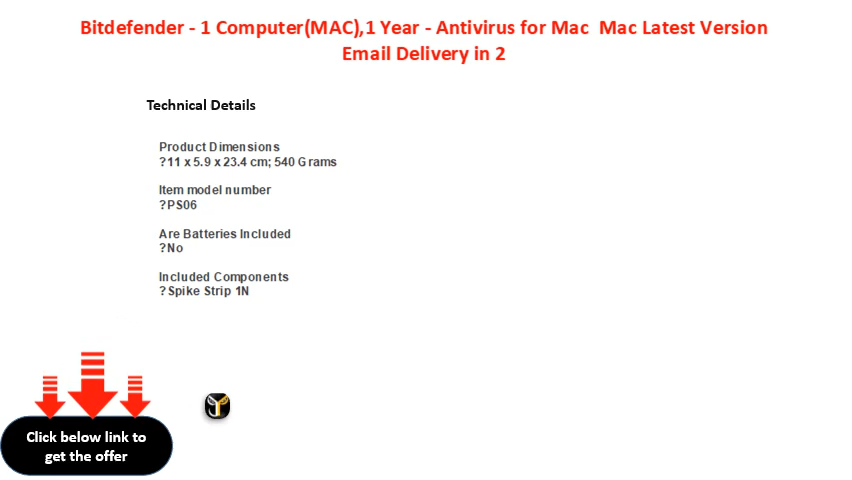 Bitdefender - 1 Computer(MAC),1 Year - Antivirus for Mac  Mac Latest Version
Email Delivery in 2
Technical Details
Product Dimensions
?11 x 5.9 x 23.4 cm; 540 Grams
Item model number
?PS06
Are Batteries Included
?No
Included Components
?Spike Strip 1N
Click below link to
get the offer